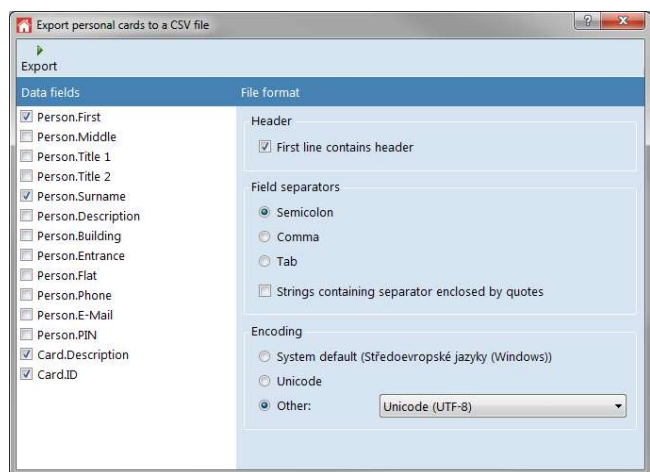 Export personal cards to a CSV file
Export
Data fields
File format
Person.First
Person.Middle
Person.Title 1
Person.Title 2
Person.Surname
Person.Description
Person.Building
Person.Entrance
Person.Flat
Person.Phone
Person.E-Mail
Person.PIN
Card.Description
Card.ID
Header
First line contains header
Field separators
Semicolon
Comma
Tab
Strings containing separator enclosed by quotes
Encoding
System default (Středoevropské jazyky (Windows))
Unicode
Other: Unicode (UTF-8)